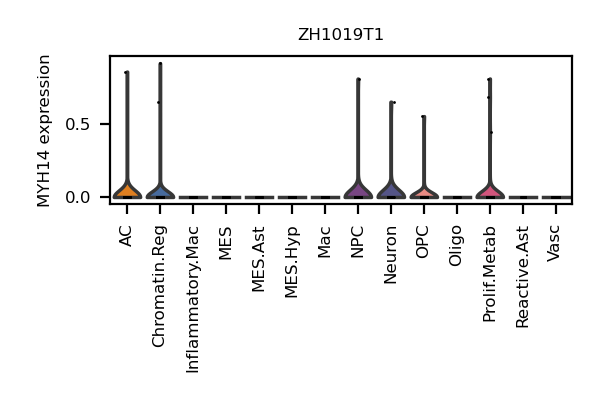 ZH1019T1
MYH14 expression
0.5
0.0
AC
Chromatin.Reg
Inflammatory.Mac
MES
MES.Ast
MES.Hyp
Mac
NPC
Neuron
OPC
Oligo
Prolif.Metab
Reactive.Ast
Vasc